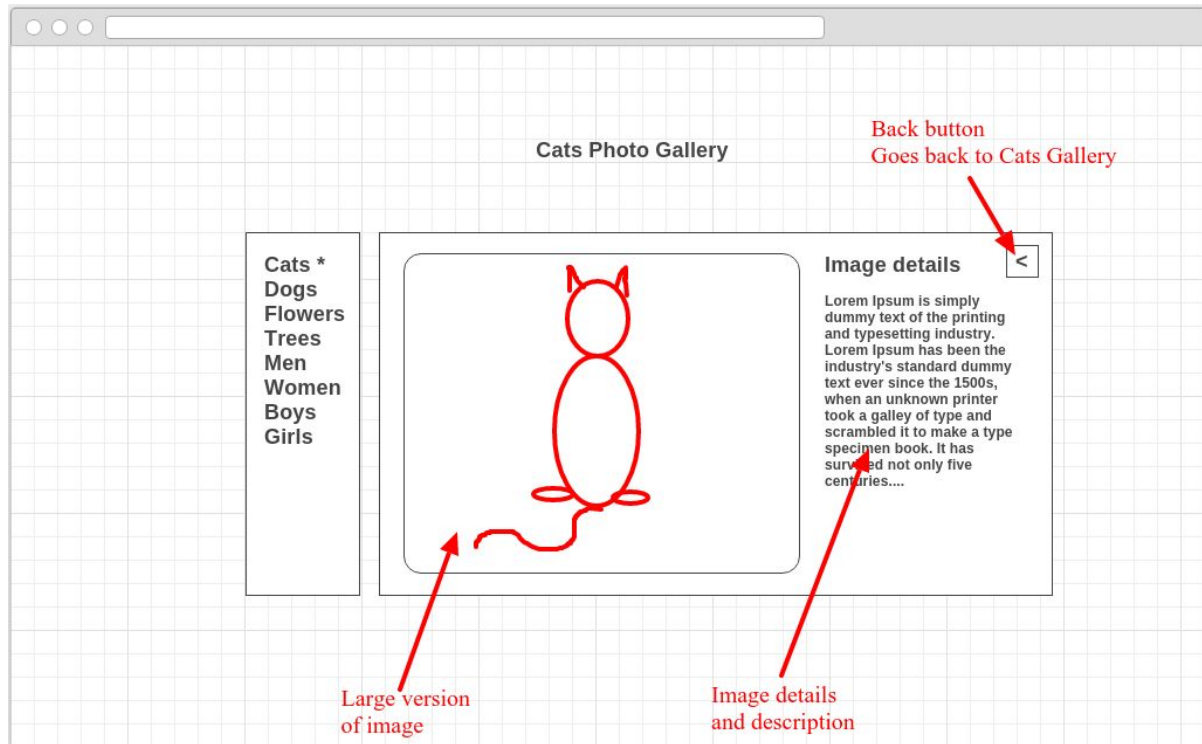 Cats Photo Gallery
Back button
Goes back to Cats Gallery
Cats *
Dogs
Flowers
Trees
Men
Women
Boys
Girls
Image details
<
Lorem Ipsum is simply
dummy text of the printing
and typesetting industry.
Lorem Ipsum has been the
industry's standard dummy
text ever since the 1500s,
when an unknown printer
took a galley of type and
scrambled it to make a type
specimen book. It has
survived not only five
centuries....
Large version
of image
Image details
and description